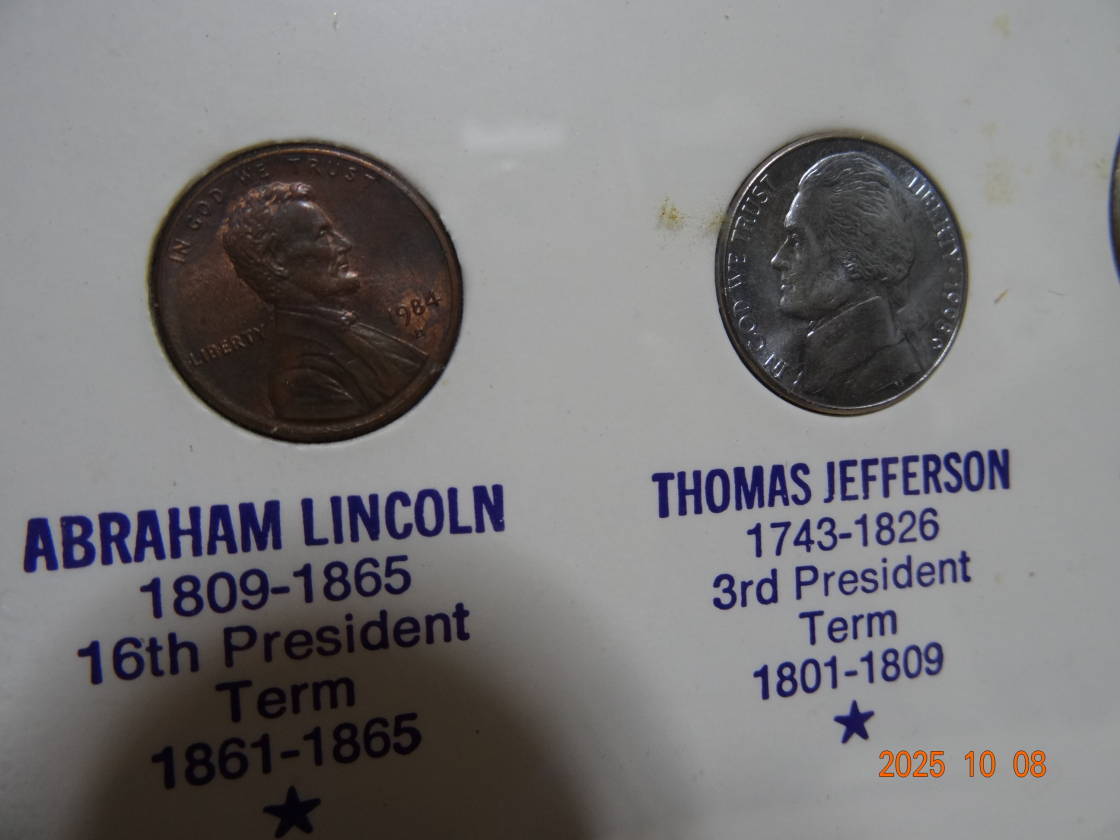 IN GOD WE TRUST
LIBERTY
1984
IN GOD WE TRUST
LIBERTY
ABRAHAM LINCOLN
1809-1865
16th President
Term
1861-1865
THOMAS JEFFERSON
1743-1826
3rd President
Term
1801-1809
2025 10 08